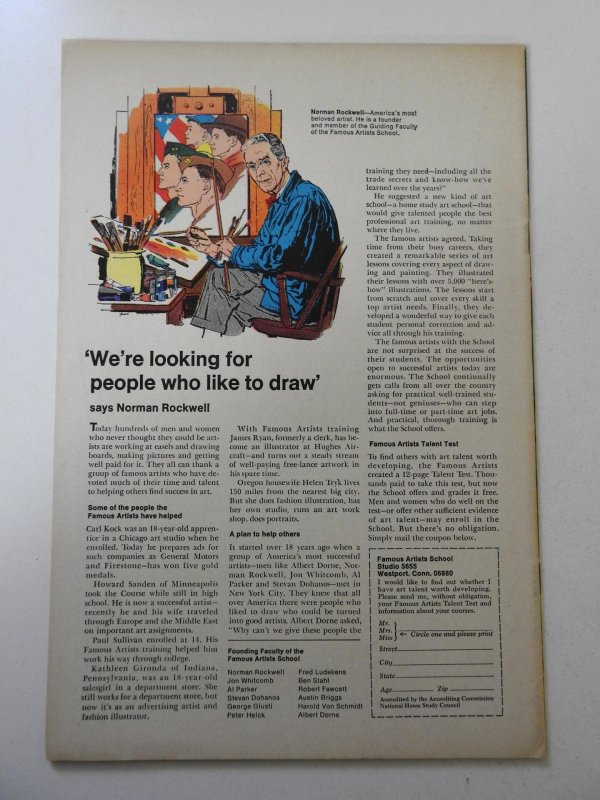 Norman Rockwell—America's most
beloved artist. He is a founder
and member of the Guiding Faculty
of the Famous Artists School.
'We're looking for
people who like to draw'
says Norman Rockwell
Today hundreds of men and women
who never thought they could be art-
ists are working at easels and drawing
boards, making pictures and getting
well paid for it. They all can thank a
group of famous artists who have de-
voted much of their time and talent
to helping others find success in art.
Some of the people the
Famous Artists have helped
Carl Kock was an 18-year-old appren-
tice in a Chicago art studio when he
enrolled. Today he prepares ads for
such companies as General Motors
and Firestone—has won five gold
medals.
Howard Sanden of Minneapolis
took the Course while still in high
school. He is now a successful artist—
recently he and his wife traveled
through Europe and the Middle East
on important art assignments.
Paul Sullivan enrolled at 14. His
Famous Artists training helped him
work his way through college.
Kathleen Gironda of Indiana,
Pennsylvania, was an 18-year-old
salesgirl in a department store. She
still works for a department store, but
now it's as an advertising artist and
fashion illustrator.
With Famous Artists training
James Ryan, formerly a clerk, has be-
come an illustrator at Hughes Air-
craft—and turns out a steady stream
of well-paying free-lance artwork in
his spare time.
Oregon housewife Helen Tryk lives
150 miles from the nearest big city.
But she does fashion illustration, has
her own studio, runs an art work
shop, does portraits.
A plan to help others
It started over 18 years ago when a
group of America's most successful
artists—men like Albert Dorne, Nor-
man Rockwell, Jon Whitcomb, Al
Parker and Stevan Dohanos—met in
New York City. They knew that all
over America there were people who
liked to draw who could be turned
into good artists. Albert Dorne asked,
"Why can't we give these people the
Founding Faculty of the
Famous Artists School
Norman Rockwell
Jon Whitcomb
Al Parker
Stevan Dohanos
George Giusti
Peter Helck
Fred Ludekens
Ben Stahl
Robert Fawcett
Austin Briggs
Harold Von Schmidt
Albert Dorne
training they need—including all the
trade secrets and know-how we've
learned over the years?"
He suggested a new kind of art
school—a home study art school—that
would give talented people the best
professional art training, no matter
where they live.
The famous artists agreed. Taking
time from their busy careers, they
created a remarkable series of art
lessons covering every aspect of draw-
ing and painting. They illustrated
their lessons with over 5,000 "here's-
how" illustrations. The lessons start
from scratch and cover every skill a
top artist needs. Finally, they de-
veloped a wonderful way to give each
student personal correction and ad-
vice all through his training.
The famous artists with the School
are not surprised at the success of
their students. The opportunities
open to successful artists today are
enormous. The School continually
gets calls from all over the country
asking for practical well-trained stu-
dents—not geniuses—who can step
into full-time or part-time art jobs.
And practical, thorough training is
what the School offers.
Famous Artists Talent Test
To find others with art talent worth
developing, the Famous Artists
created a 12-page Talent Test. Thou-
sands paid to take this test, but now
the School offers and grades it free.
Men and women who do well on the
test—or offer other sufficient evidence
of art talent—may enroll in the
School. But there's no obligation.
Simply mail the coupon below.
Famous Artists School
Studio 5655
Westport, Conn. 06880
I would like to find out whether I
have art talent worth developing.
Please send me, without obligation,
your Famous Artists Talent Test and
information about your courses.
Mr.
Mrs. Circle one and please print
Miss
Street
City
State
Age Zip
Accredited by the Accrediting Commission
National Home Study Council